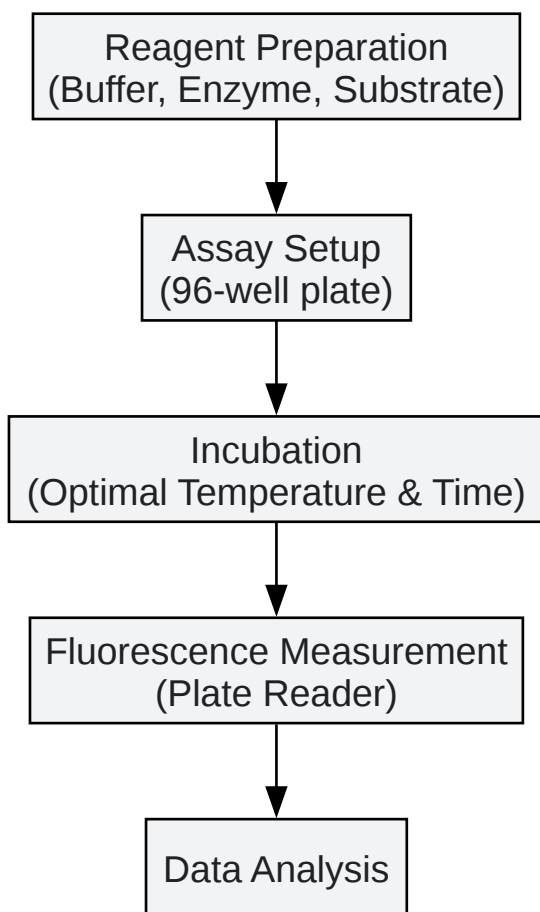 Reagent Preparation
(Buffer, Enzyme, Substrate)
Assay Setup
(96-well plate)
Incubation
(Optimal Temperature & Time)
Fluorescence Measurement
(Plate Reader)
Data Analysis